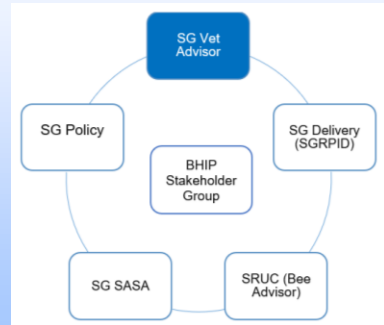 SG Vet
Advisor
SG Policy
SG Delivery
(SGRPID)
BHIP
Stakeholder
Group
SG SASA
SRUC (Bee
Advisor)